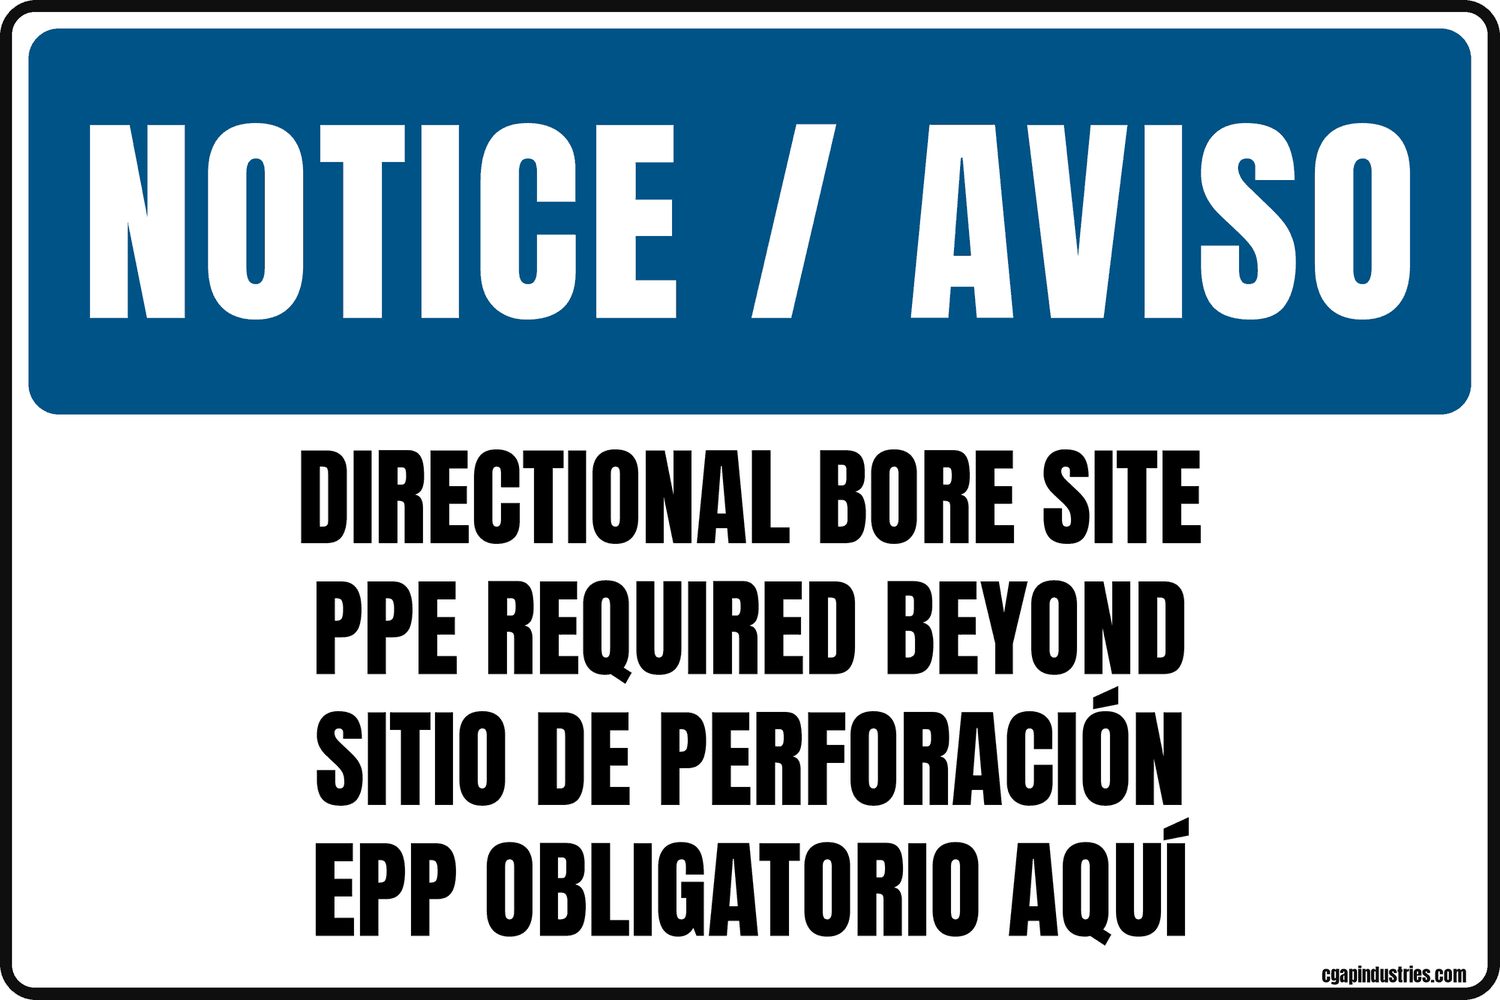 NOTICE / AVISO
DIRECTIONAL BORE SITE
PPE REQUIRED BEYOND
SITIO DE PERFORACIÓN
EPP OBLIGATORIO AQUÍ
cgapindustries.com